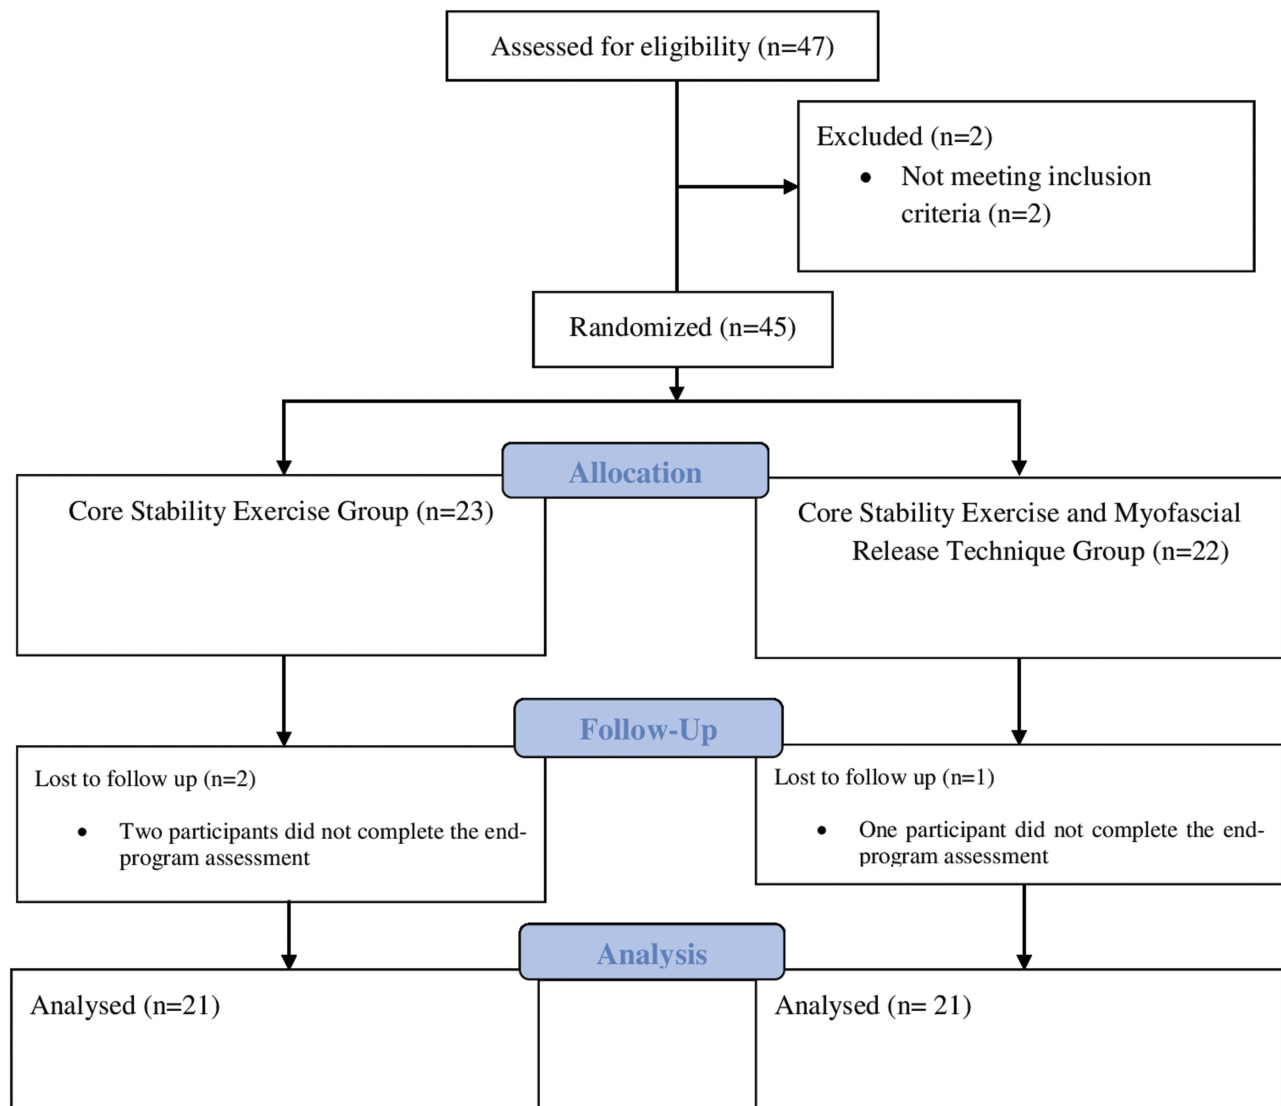 Assessed for eligibility (n=47)
Excluded (n=2)
• Not meeting inclusion
criteria (n=2)
Randomized (n=45)
Allocation
Core Stability Exercise Group (n=23)
Core Stability Exercise and Myofascial
Release Technique Group (n=22)
Follow-Up
Lost to follow up (n=2)
• Two participants did not complete the end-
program assessment
Lost to follow up (n=1)
• One participant did not complete the end-
program assessment
Analysis
Analysed (n=21)
Analysed (n= 21)